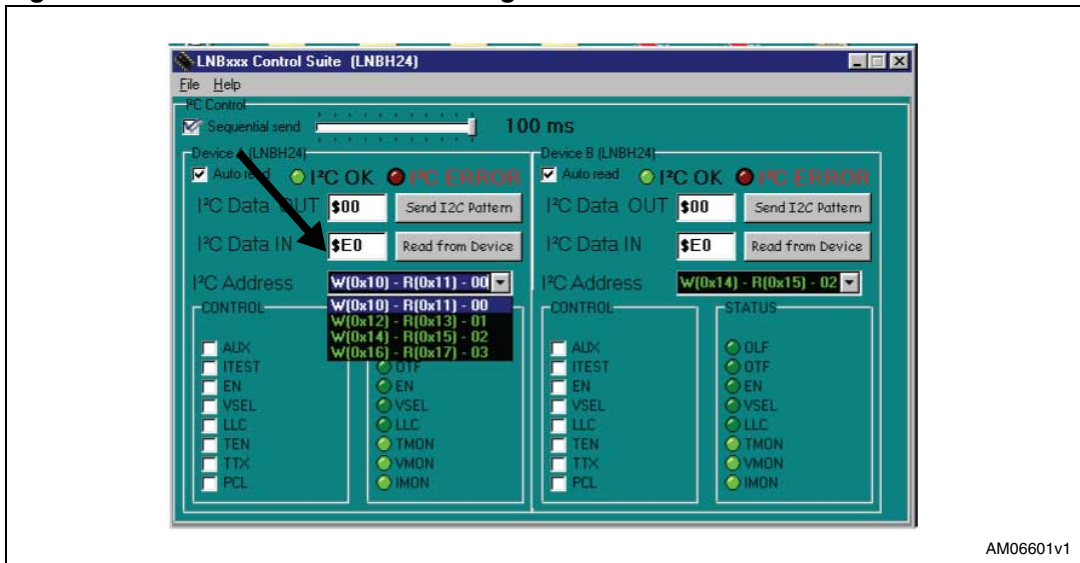 LNBxxx Control Suite (LNBH24)
File Help
I²C Control
Sequential send 100 ms
Device A (LNBH24)
Auto read I²C OK I²C ERROR
I²C Data OUT $00 Send I2C Pattern
I²C Data IN $E0 Read from Device
I²C Address W(0x10) - R(0x11) - 00
W(0x10) - R(0x11) - 00
W(0x12) - R(0x13) - 01
W(0x14) - R(0x15) - 02
W(0x16) - R(0x17) - 03
CONTROL
AUX
ITEST OTF
EN EN
VSEL VSEL
LLC LLC
TEN TMON
TTX VMON
PCL IMON
Device B (LNBH24)
Auto read I²C OK I²C ERROR
I²C Data OUT $00 Send I2C Pattern
I²C Data IN $E0 Read from Device
I²C Address W(0x14) - R(0x15) - 02
CONTROL STATUS
AUX OLF
ITEST OTF
EN EN
VSEL VSEL
LLC LLC
TEN TMON
TTX VMON
PCL IMON
AM06601v1